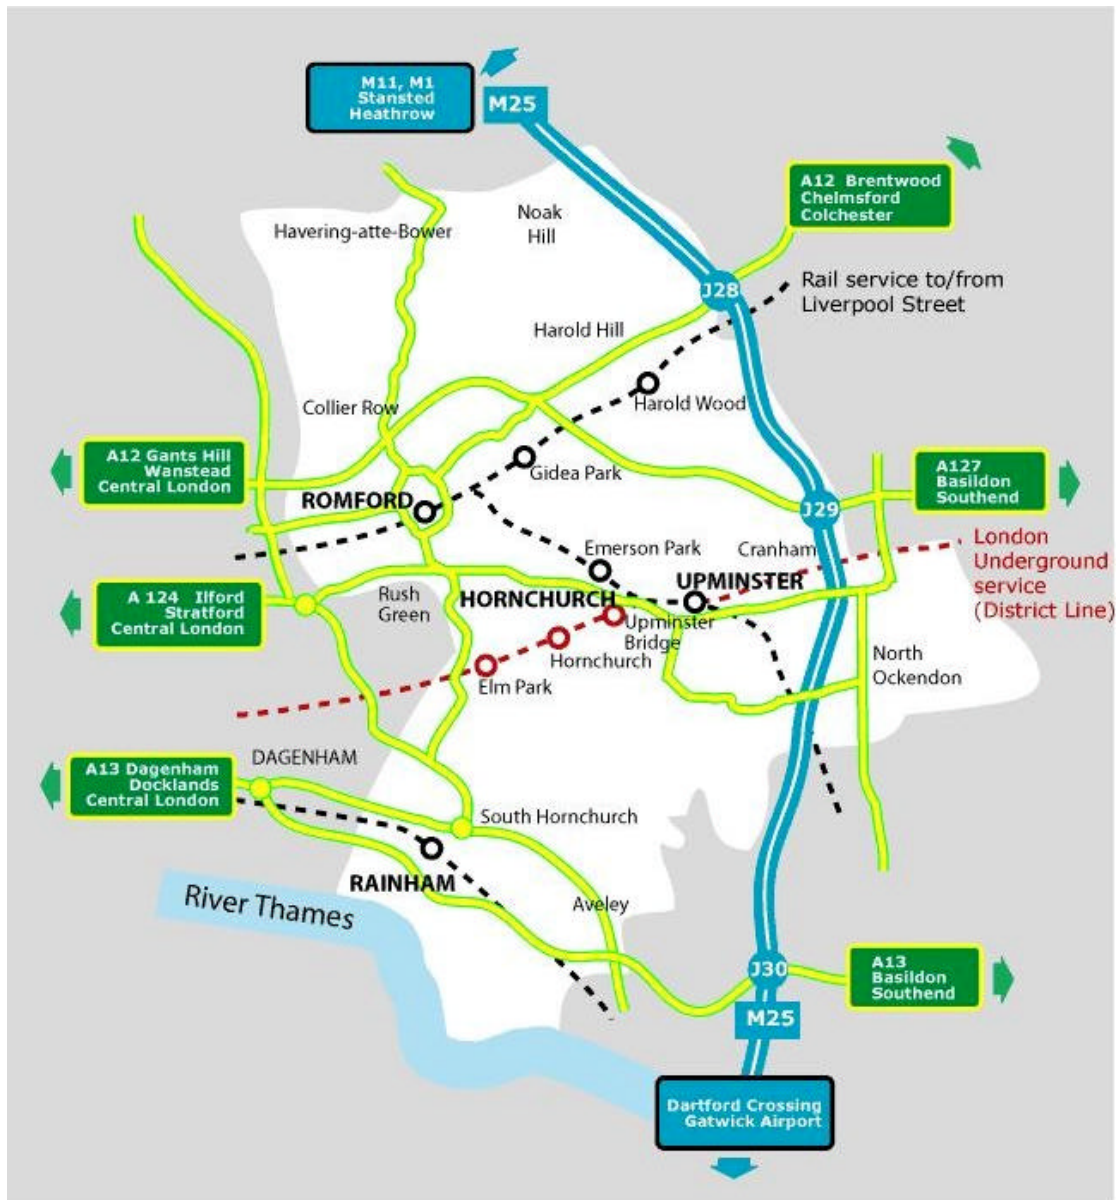 M11, M1
Stansted
Heathrow
M25
A12 Brentwood
Chelmsford
Colchester
Noak
Hill
Havering-atte-Bower
J28
Rail service to/from
Liverpool Street
Harold Hill
Harold Wood
Collier Row
A12 Gants Hill
Wanstead
Central London
Gidea Park
A127
Basildon
Southend
ROMFORD
J29
London
Underground
service
(District Line)
Emerson Park
Cranham
UPMINSTER
A 124 Ilford
Stratford
Central London
Rush
Green
HORNCHURCH
Upminster
Bridge
Hornchurch
Elm Park
North
Ockendon
DAGENHAM
A13 Dagenham
Docklands
Central London
South Hornchurch
RAINHAM
River Thames
Aveley
J30
A13
Basildon
Southend
M25
Dartford Crossing
Gatwick Airport